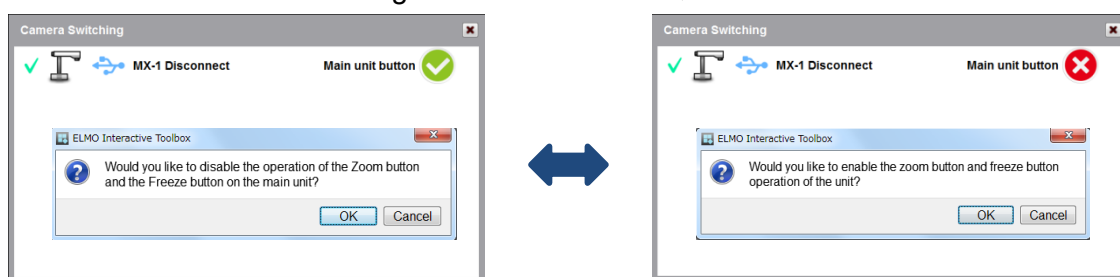 Camera Switching
MX-1 Disconnect Main unit button
ELMO Interactive Toolbox
Would you like to disable the operation of the Zoom button
and the Freeze button on the main unit?
OK Cancel
Camera Switching
MX-1 Disconnect Main unit button
ELMO Interactive Toolbox
Would you like to enable the zoom button and freeze button
operation of the unit?
OK Cancel